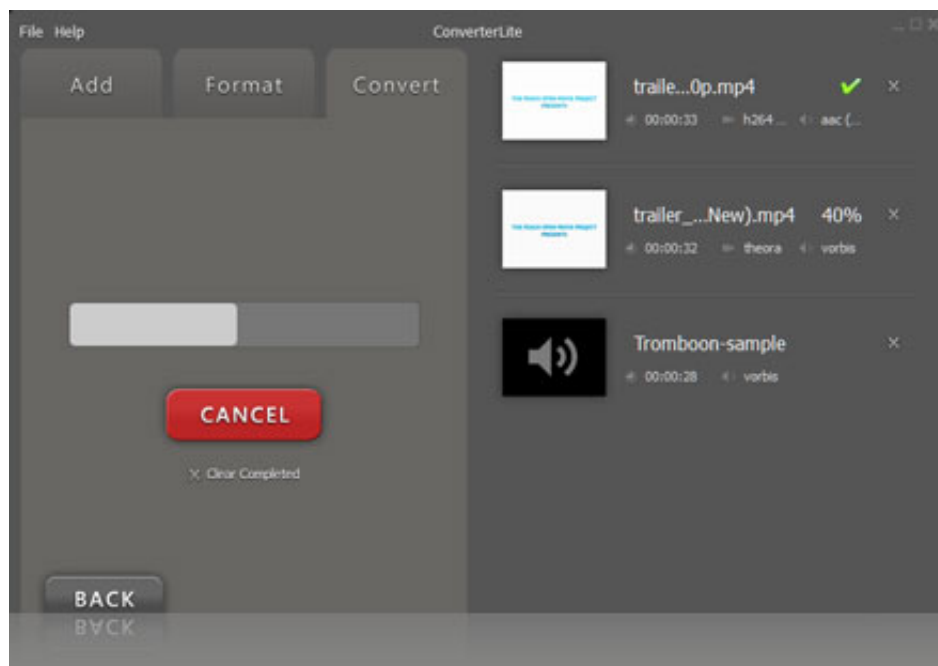 File Help
ConverterLite
Add
Format
Convert
CANCEL
Clear Completed
BACK
traile...0p.mp4
00:00:33 h264 ... aac (...
trailer_...New).mp4 40%
00:00:32 theora vorbis
Tromboon-sample
00:00:28 vorbis